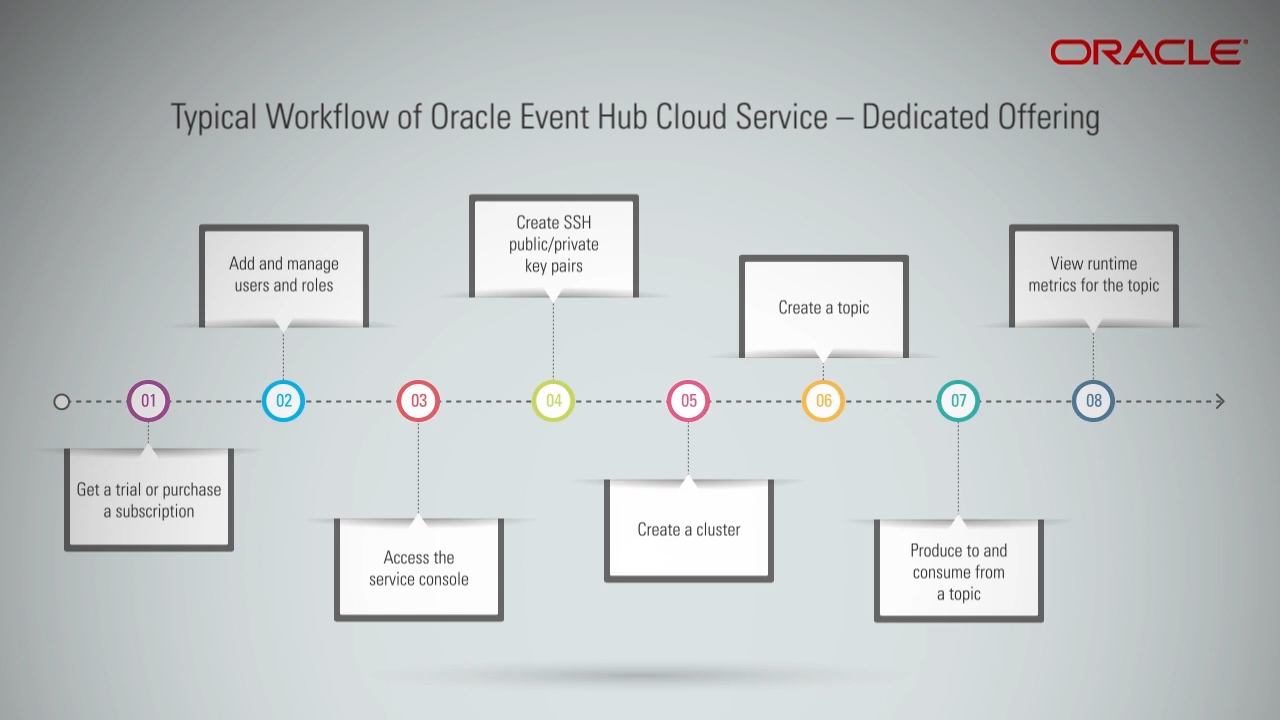 ORACLE
Typical Workflow of Oracle Event Hub Cloud Service – Dedicated Offering
01
Get a trial or purchase
a subscription
02
Add and manage
users and roles
03
Access the
service console
04
Create SSH
public/private
key pairs
05
Create a cluster
06
Create a topic
07
Produce to and
consume from
a topic
08
View runtime
metrics for the topic